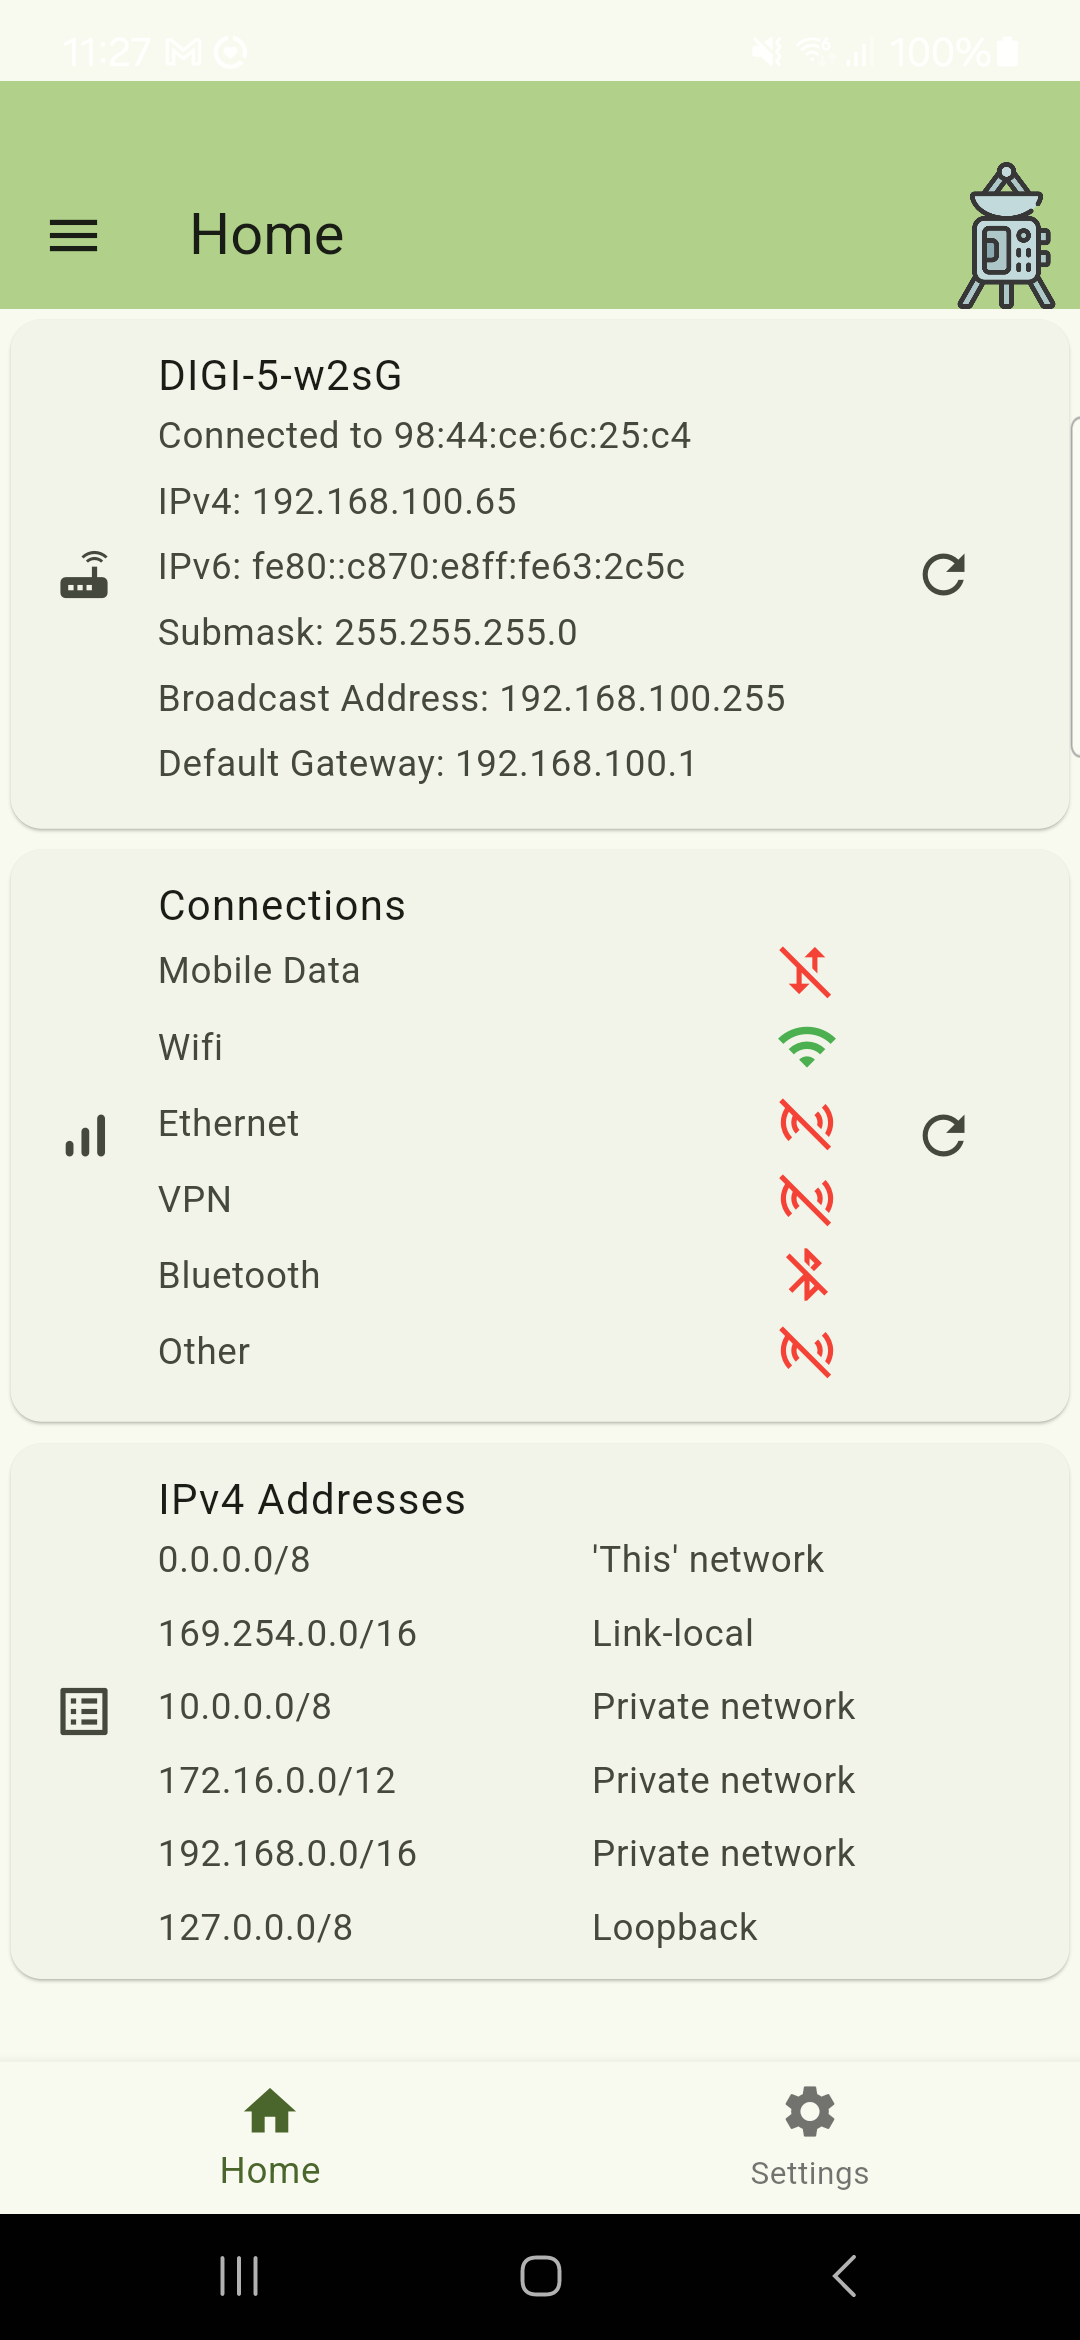 11:27 100%
Home
DIGI-5-w2sG
Connected to 98:44:ce:6c:25:c4
IPv4: 192.168.100.65
IPv6: fe80::c870:e8ff:fe63:2c5c
Submask: 255.255.255.0
Broadcast Address: 192.168.100.255
Default Gateway: 192.168.100.1
Connections
Mobile Data
Wifi
Ethernet
VPN
Bluetooth
Other
IPv4 Addresses
0.0.0.0/8 'This' network
169.254.0.0/16 Link-local
10.0.0.0/8 Private network
172.16.0.0/12 Private network
192.168.0.0/16 Private network
127.0.0.0/8 Loopback
Home Settings